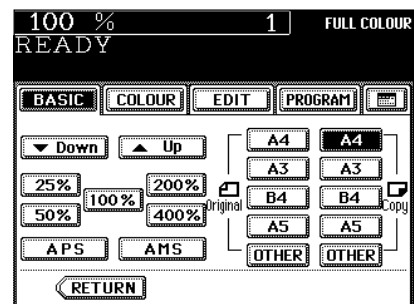 100 % 1 FULL COLOUR
READY
BASIC COLOUR EDIT PROGRAM
Down Up
25% 100% 200%
50% 400%
APS AMS
RETURN
Original
A4
A3
B4
A5
OTHER
A4
A3
B4
A5
OTHER
Copy